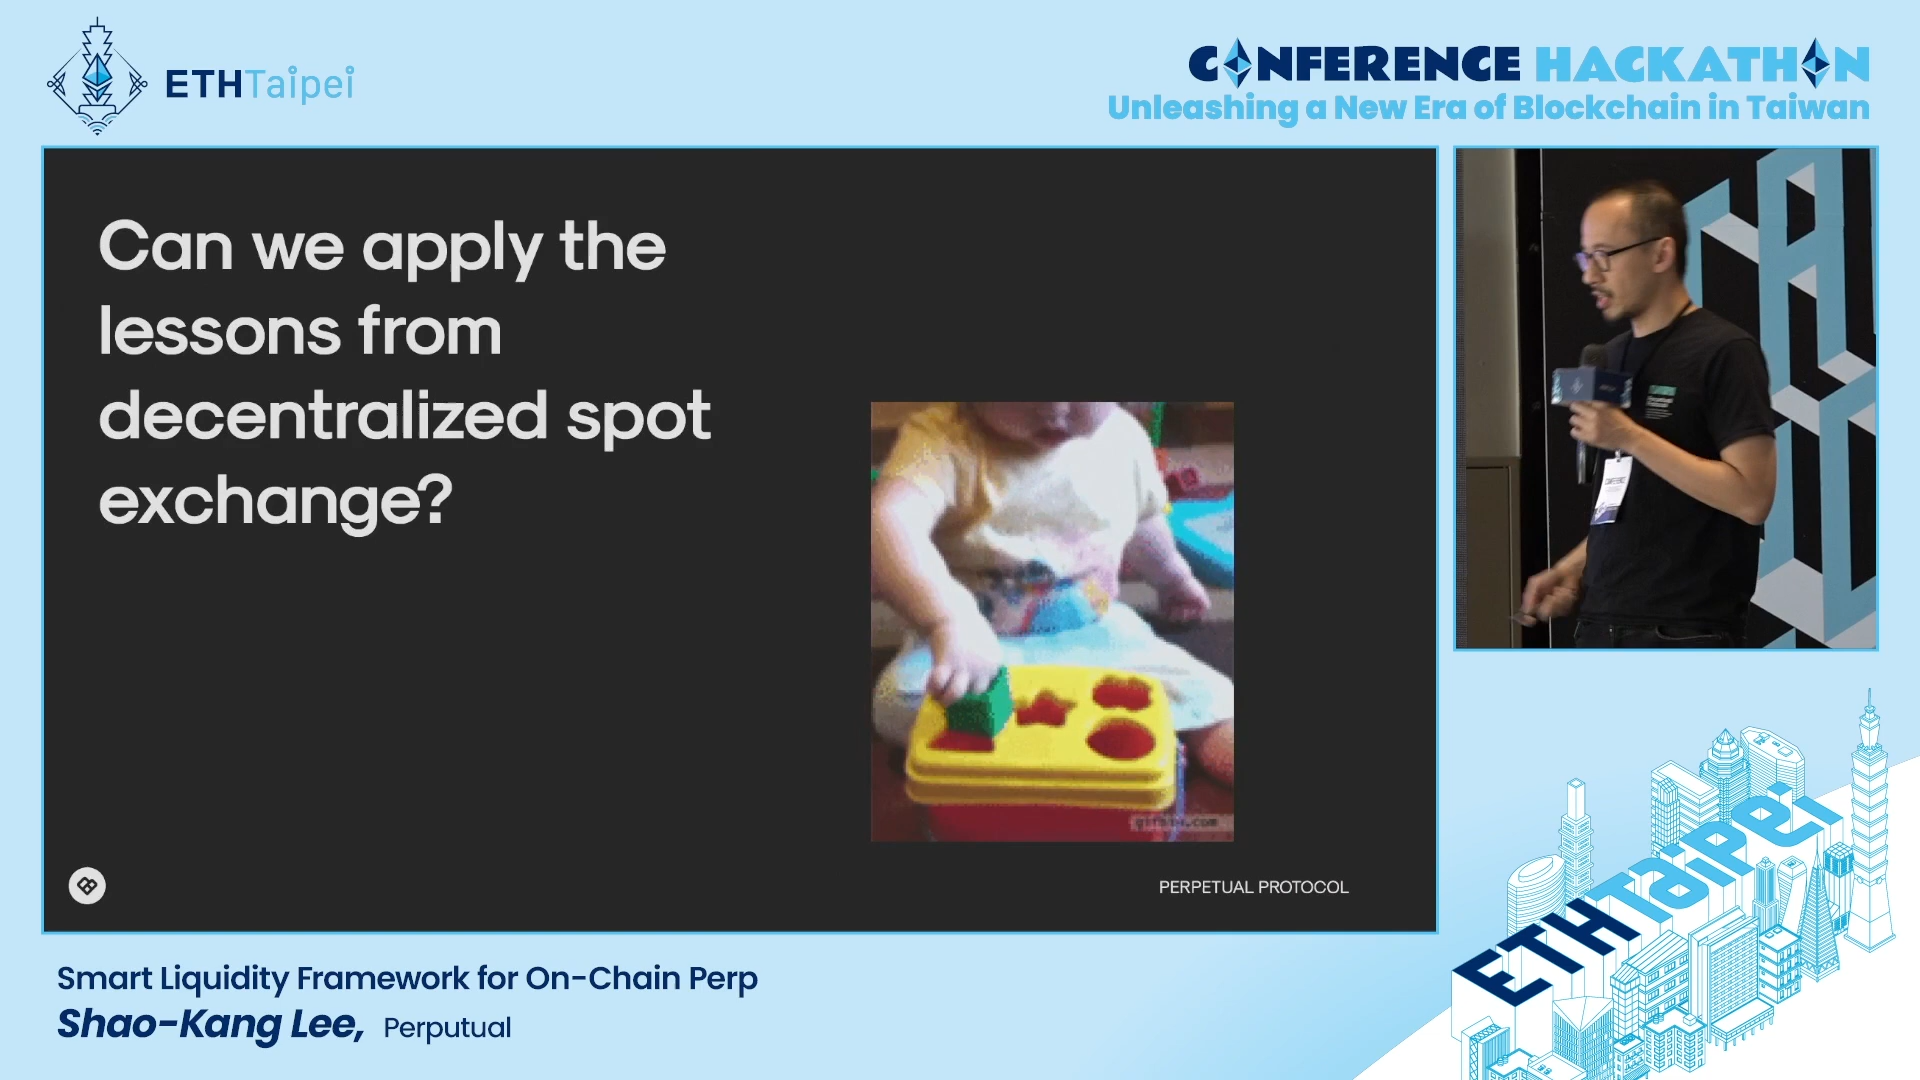 ETHTaipei
CONFERENCE HACKATHON
Unleashing a New Era of Blockchain in Taiwan
Can we apply the
lessons from
decentralized spot
exchange?
PERPETUAL PROTOCOL
Smart Liquidity Framework for On-Chain Perp
Shao-Kang Lee, Perputual
ETHTaipei